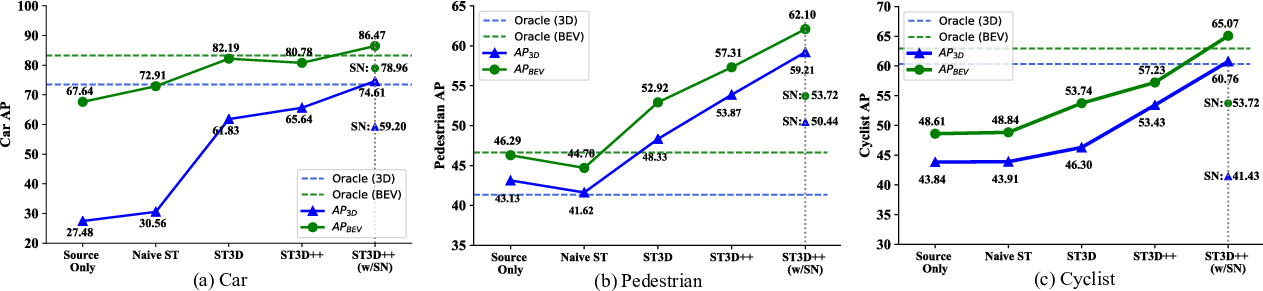 100
90
80
70
60
50
40
30
20
Car AP
67.64
72.91
82.19
80.78
86.47
SN: 78.96
74.61
61.83
65.64
SN: 59.20
27.48
30.56
Oracle (3D)
Oracle (BEV)
AP3D
APBEV
Source Only
Naive ST
ST3D
ST3D++
ST3D++ (w/SN)
(a) Car
65
60
55
50
45
40
35
Pedestrian AP
Oracle (3D)
Oracle (BEV)
AP3D
APBEV
62.10
57.31
59.21
52.92
53.87
SN: 53.72
SN: 50.44
46.29
44.70
48.33
43.13
41.62
Source Only
Naive ST
ST3D
ST3D++
ST3D++ (w/SN)
(b) Pedestrian
70
65
60
55
50
45
40
35
30
Cyclist AP
Oracle (3D)
Oracle (BEV)
AP3D
APBEV
65.07
60.76
57.23
53.74
53.43
SN: 53.72
48.61
48.84
46.30
43.84
43.91
SN: 41.43
Source Only
Naive ST
ST3D
ST3D++
ST3D++ (w/SN)
(c) Cyclist